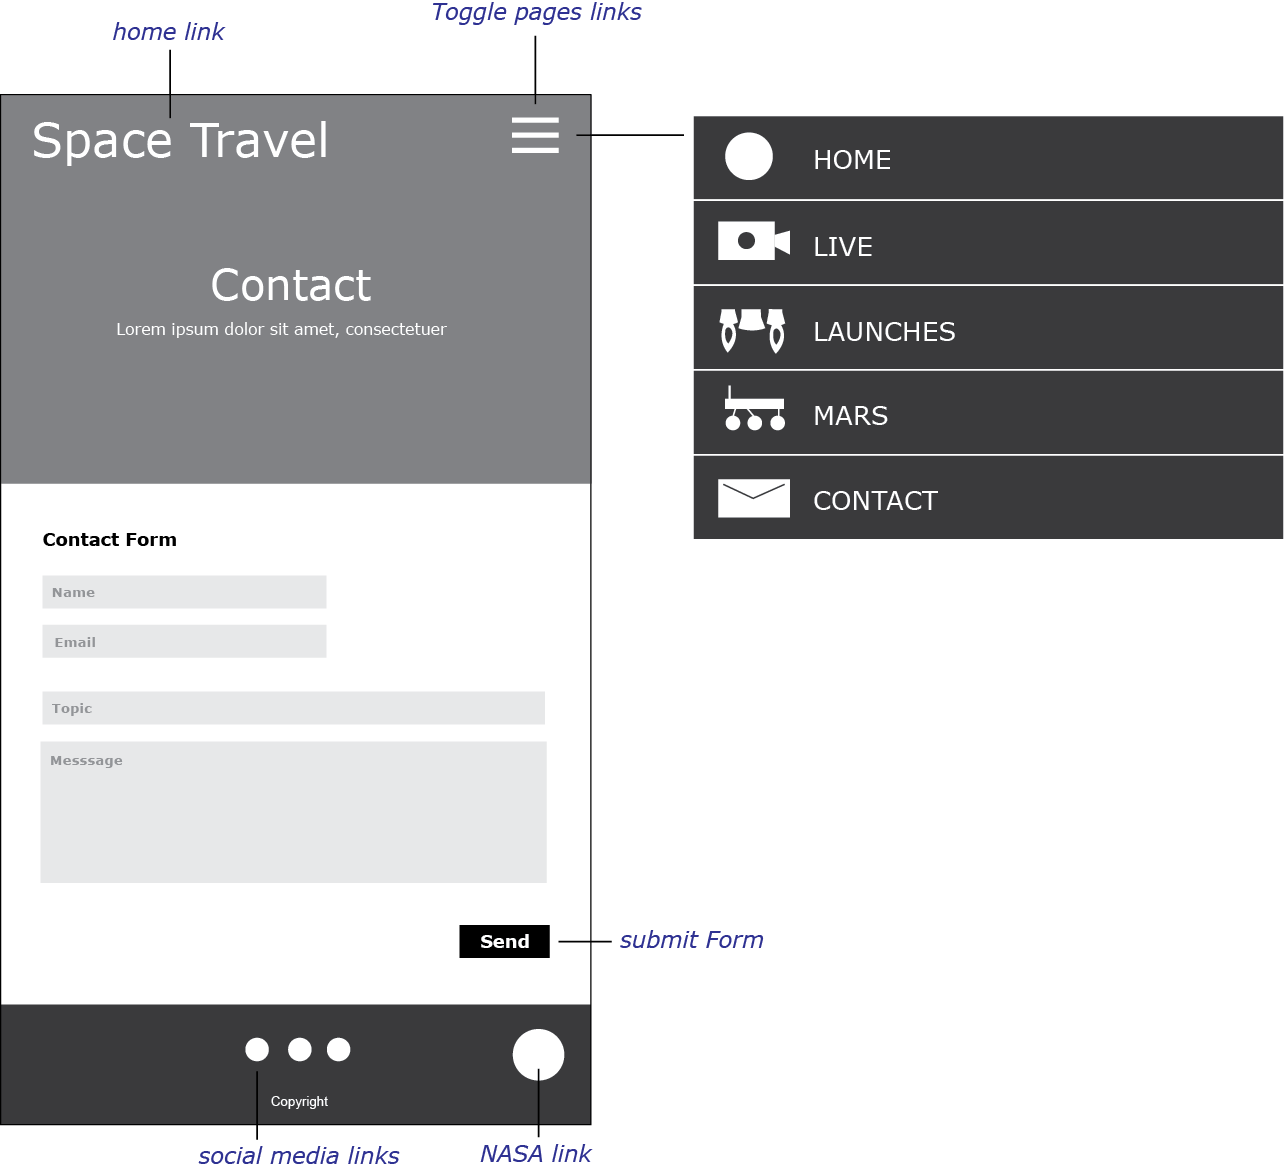 Toggle pages links
home link
Space Travel
Contact
Lorem ipsum dolor sit amet, consectetuer
HOME
LIVE
LAUNCHES
MARS
CONTACT
Contact Form
Name
Email
Topic
Messsage
Send
submit Form
Copyright
social media links
NASA link